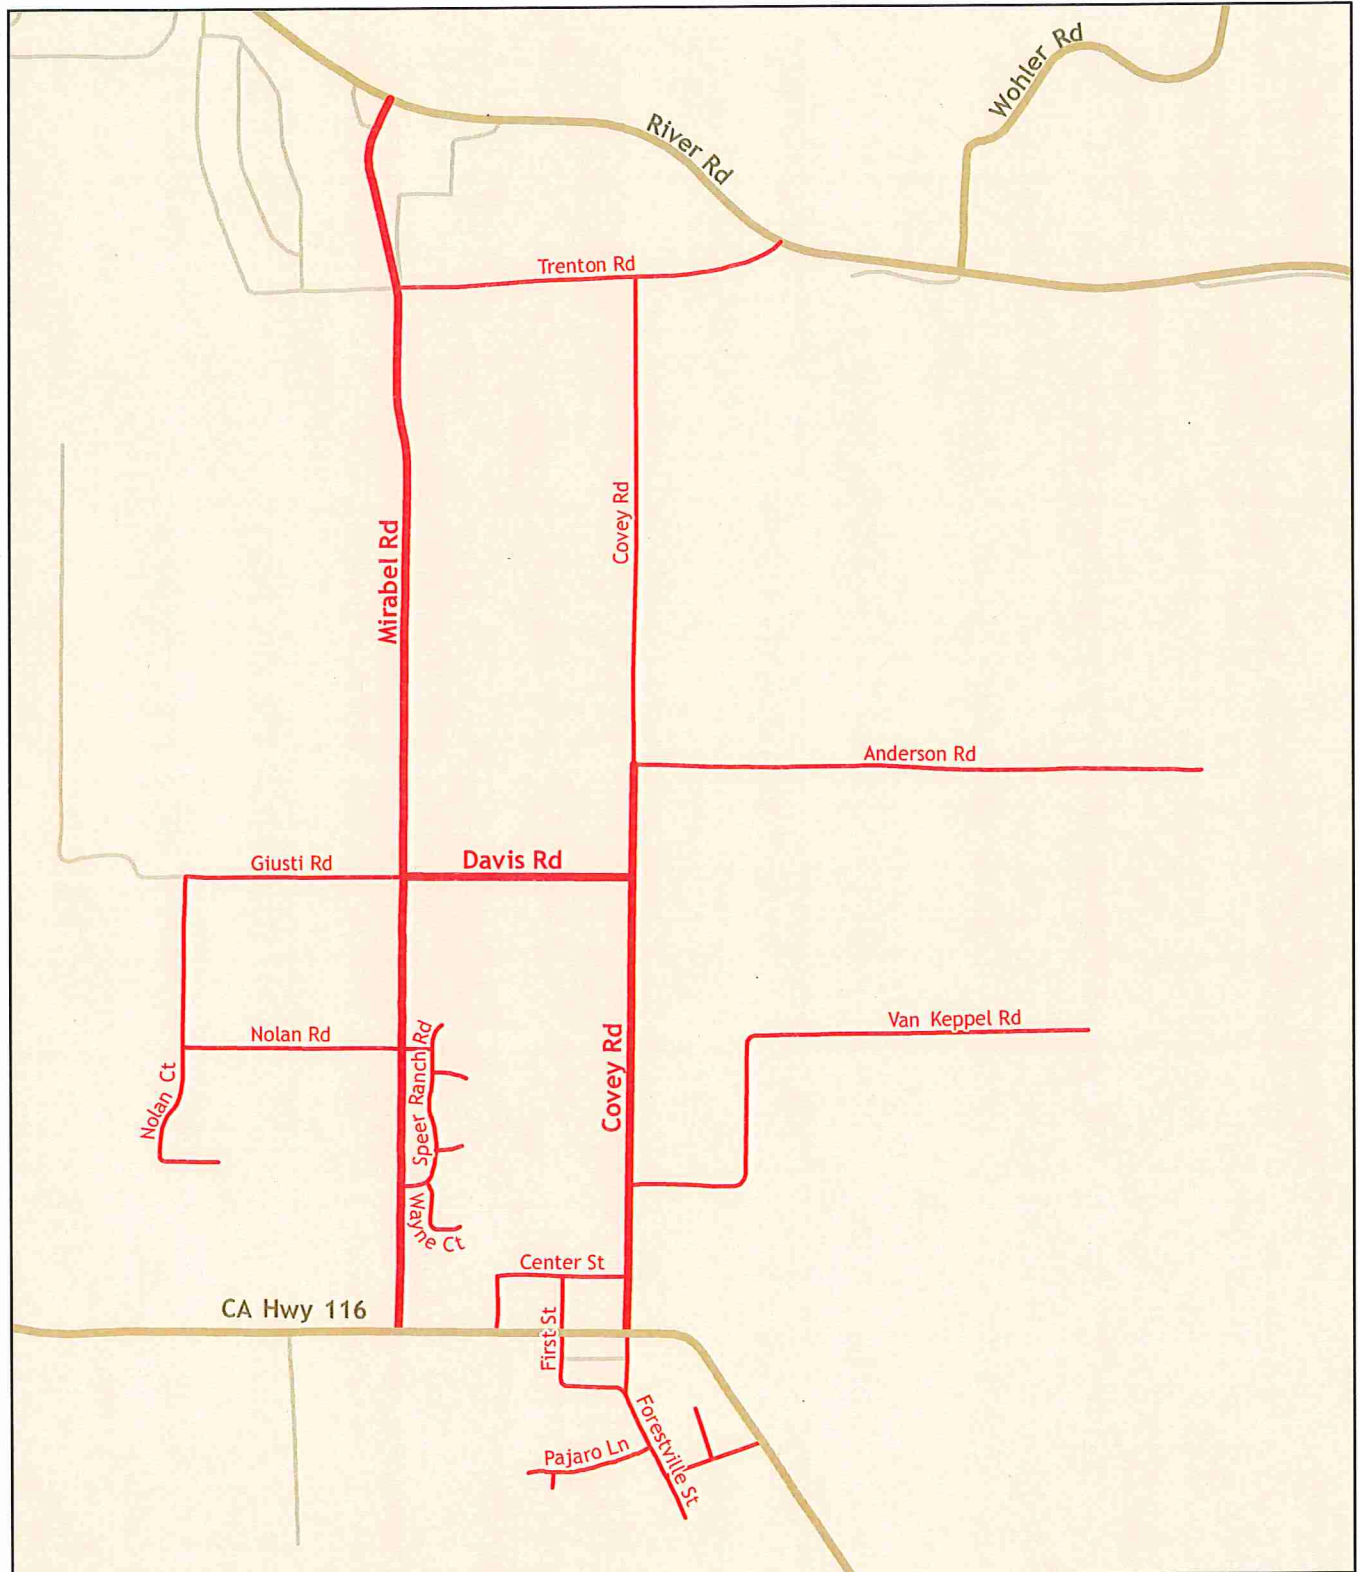 Wohler Rd
River Rd
Trenton Rd
Covey Rd
Mirabel Rd
Anderson Rd
Giusti Rd
Davis Rd
Nolan Rd
Van Keppel Rd
Speer Ranch Rd
Covey Rd
Nolan Ct
Wayne Ct
Center St
CA Hwy 116
First St
Forestville St
Pajaro Ln